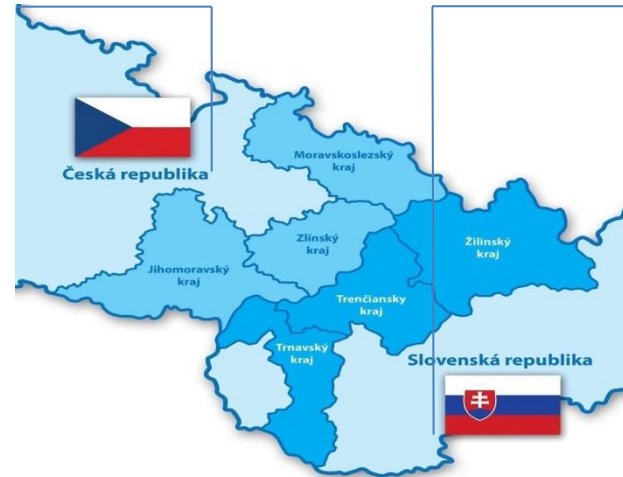 Moravskoslezský
kraj
Česká republika
Zlínský
kraj
Žilinský
kraj
Jihomoravský
kraj
Trenčiansky
kraj
Trnavský
kraj
Slovenská republika